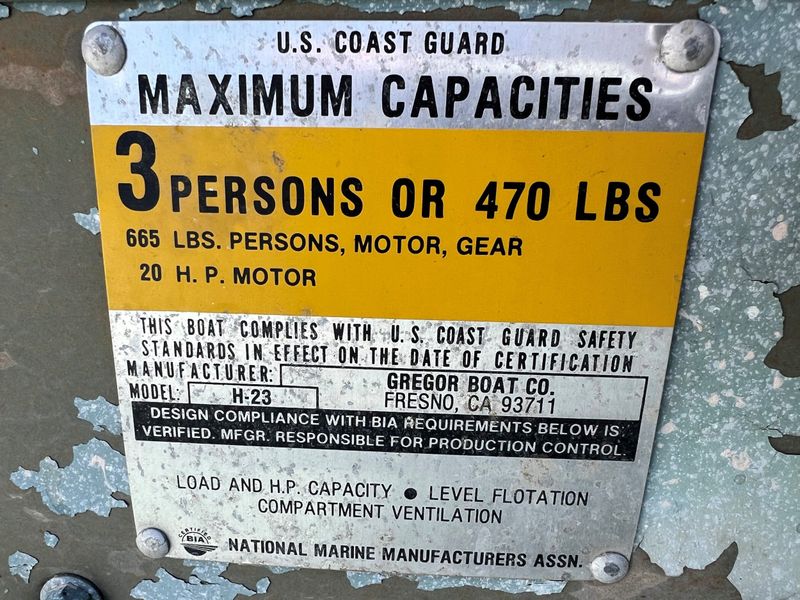 U.S. COAST GUARD
MAXIMUM CAPACITIES
3 PERSONS OR 470 LBS
665 LBS. PERSONS, MOTOR, GEAR
20 H. P. MOTOR
THIS BOAT COMPLIES WITH U.S. COAST GUARD SAFETY
STANDARDS IN EFFECT ON THE DATE OF CERTIFICATION
MANUFACTURER: GREGOR BOAT CO.
MODEL: H-23 FRESNO, CA 93711
DESIGN COMPLIANCE WITH BIA REQUIREMENTS BELOW IS
VERIFIED. MFGR. RESPONSIBLE FOR PRODUCTION CONTROL.
LOAD AND H.P. CAPACITY ● LEVEL FLOTATION
COMPARTMENT VENTILATION
CERTIFIED
BIA
NATIONAL MARINE MANUFACTURERS ASSN.